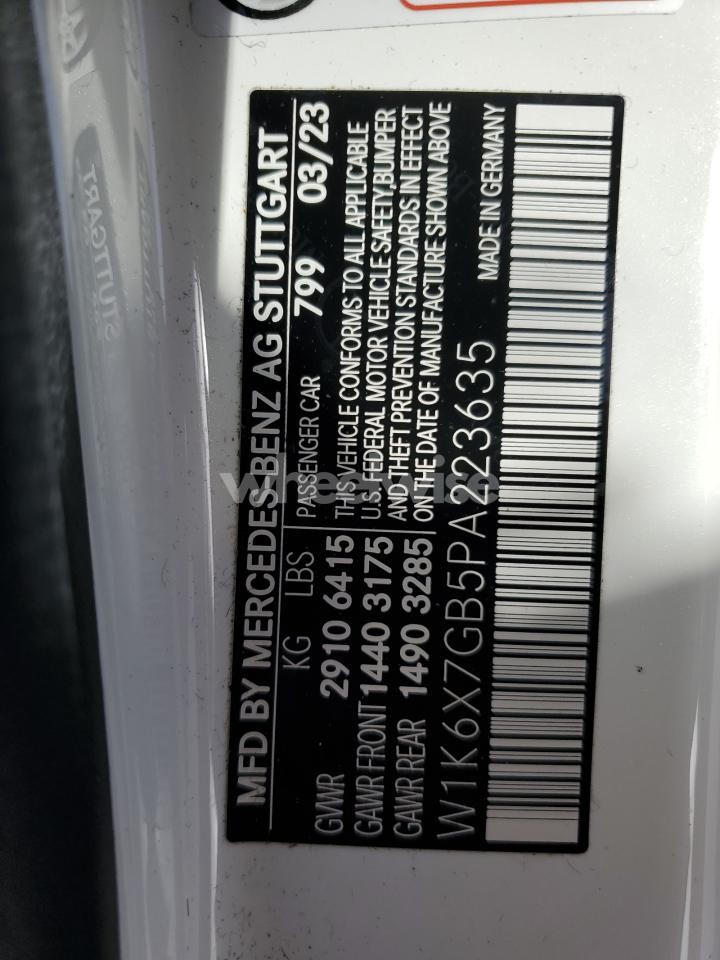 MFD BY MERCEDES-BENZ AG STUTTGART
KG LBS PASSENGER CAR 799 03/23
GVWR 2910 6415
GAWR FRONT 1440 3175
GAWR REAR 1490 3285
THIS VEHICLE CONFORMS TO ALL APPLICABLE
U.S. FEDERAL MOTOR VEHICLE SAFETY,BUMPER
AND THEFT PREVENTION STANDARDS IN EFFECT
ON THE DATE OF MANUFACTURE SHOWN ABOVE
W1K6X7GB5PA223635 MADE IN GERMANY
STUTTGART